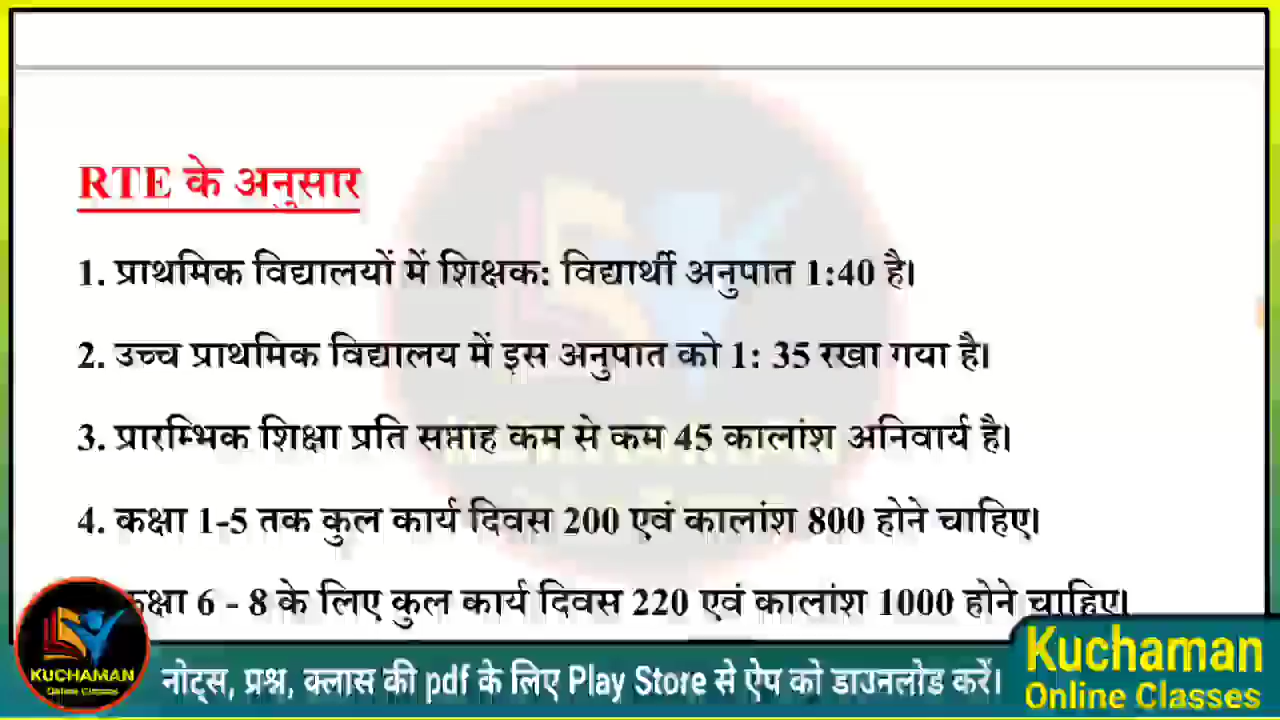 RTE के अनुसार
1. प्राथमिक विद्यालयों में शिक्षक: विद्यार्थी अनुपात 1:40 है।
2. उच्च प्राथमिक विद्यालय में इस अनुपात को 1: 35 रखा गया है।
3. प्रारम्भिक शिक्षा प्रति सप्ताह कम से कम 45 कालांश अनिवार्य है।
4. कक्षा 1-5 तक कुल कार्य दिवस 200 एवं कालांश 800 होने चाहिए।
कक्षा 6 - 8 के लिए कुल कार्य दिवस 220 एवं कालांश 1000 होने चाहिए।
KUCHAMAN
Online Classes
नोट्स, प्रश्न, क्लास की pdf के लिए Play Store से ऐप को डाउनलोड करें।
Kuchaman
Online Classes